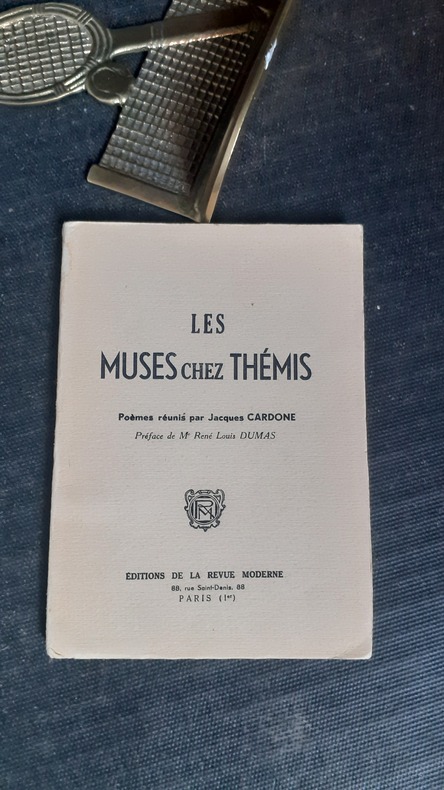 LES
MUSES CHEZ THÉMIS
Poèmes réunis par Jacques CARDONE
Préface de Me René Louis DUMAS
RM
ÉDITIONS DE LA REVUE MODERNE
88, rue Saint-Denis, 88
PARIS (1er)